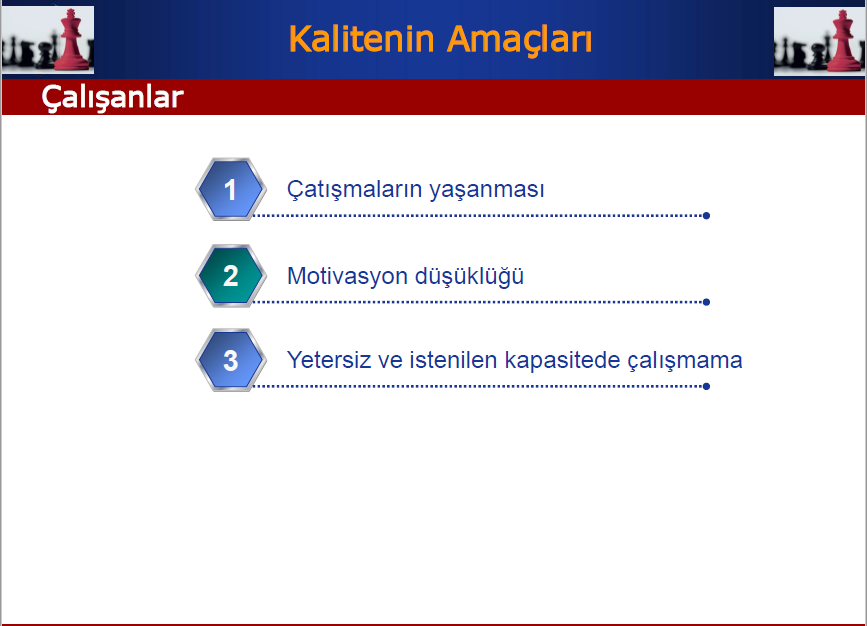 Kalitenin Amaçları
Çalışanlar
1 Çatışmaların yaşanması
2 Motivasyon düşüklüğü
3 Yetersiz ve istenilen kapasitede çalışmama